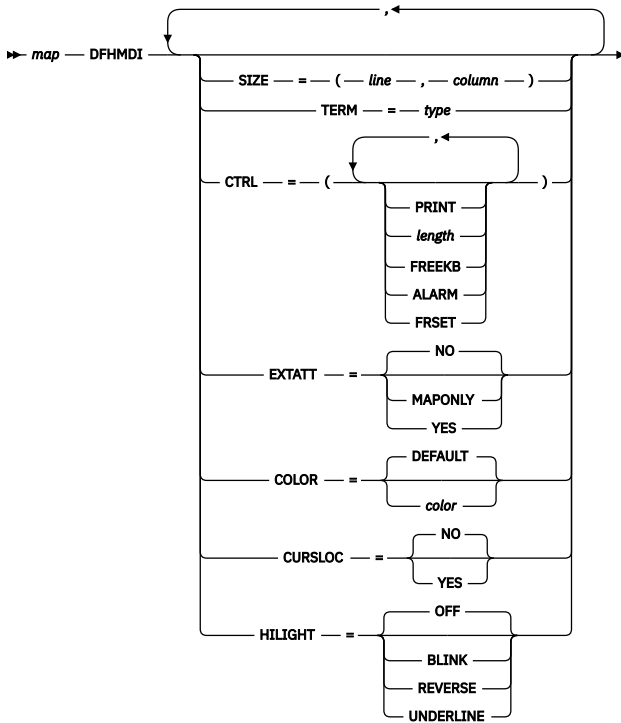 ,
map DFHMDI
SIZE = ( line , column )
TERM = type
,
CTRL = ( )
PRINT
length
FREEKB
ALARM
FRSET
NO
EXTATT =
MAPONLY
YES
DEFAULT
COLOR =
color
NO
CURSLOC =
YES
OFF
HILIGHT =
BLINK
REVERSE
UNDERLINE